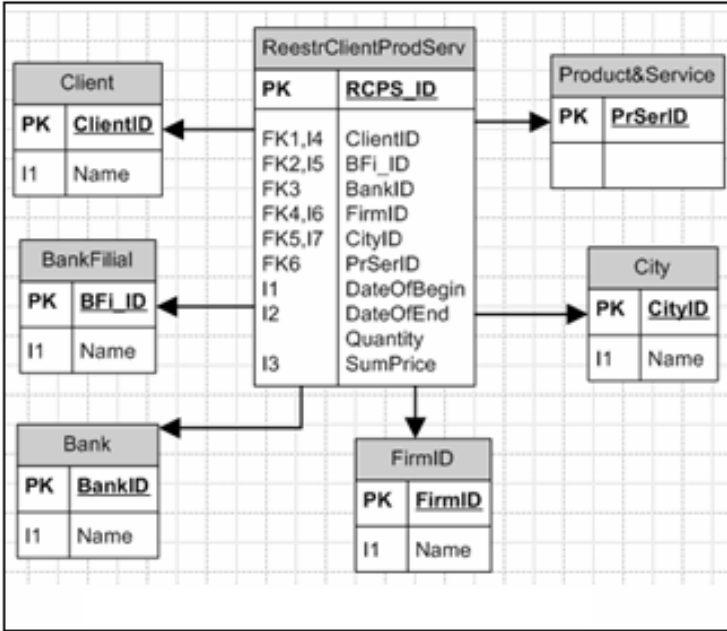 ReestrClientProdServ
PK RCPS_ID
FK1,I4 ClientID
FK2,I5 BFi_ID
FK3 BankID
FK4,I6 FirmID
FK5,I7 CityID
FK6 PrSerID
I1 DateOfBegin
I2 DateOfEnd
Quantity
I3 SumPrice
Client
PK ClientID
I1 Name
Product&Service
PK PrSerID
BankFilial
PK BFi_ID
I1 Name
City
PK CityID
I1 Name
Bank
PK BankID
I1 Name
FirmID
PK FirmID
I1 Name